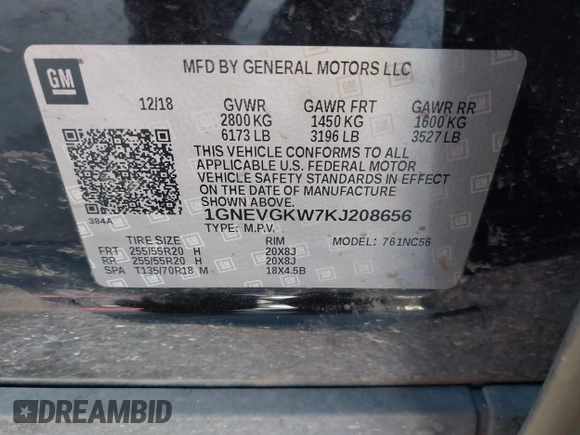 GM
MFD BY GENERAL MOTORS LLC
12/18 GVWR GAWR FRT GAWR RR
2800 KG 1450 KG 1600 KG
6173 LB 3196 LB 3527 LB
THIS VEHICLE CONFORMS TO ALL
APPLICABLE U.S. FEDERAL MOTOR
VEHICLE SAFETY STANDARDS IN EFFECT
ON THE DATE OF MANUFACTURE
SHOWN ABOVE.
384A
1GNEVGKW7KJ208656
TYPE: M.P.V.
TIRE SIZE RIM MODEL: 761NC56
FRT 255/55R20 H 20X8J
RR 255/55R20 H 20X8J
SPA T135/70R18 M 18X4.5B
DREAMBID